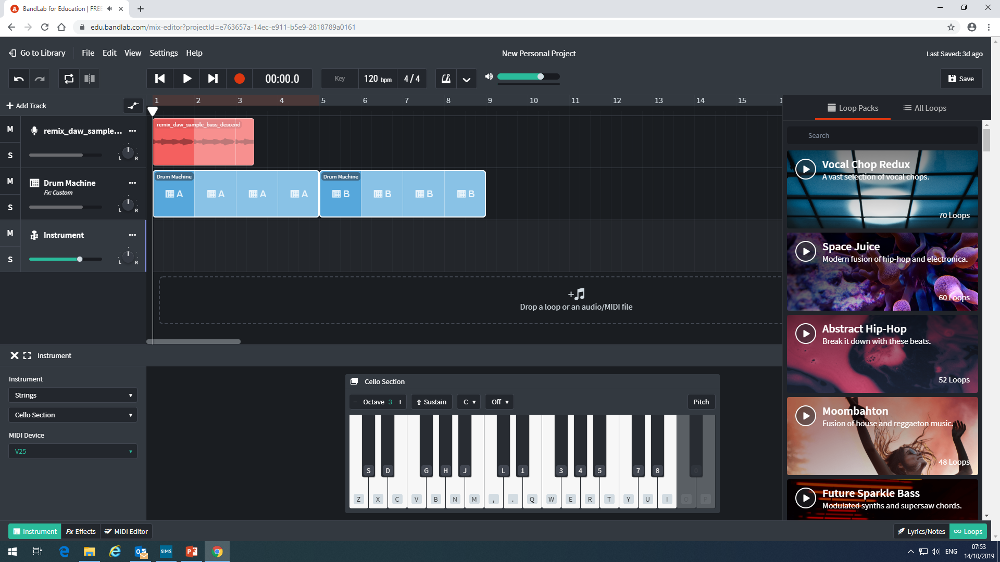 BandLab for Education | FREE
edu.bandlab.com/mix-editor?projectId=e763657a-14ec-e911-b5e9-2818789a0161
Go to Library File Edit View Settings Help
New Personal Project
Last Saved: 3d ago
00:00.0
Key 120 bpm 4/4
Save
Add Track
1 2 3 4 5 6 7 8 9 10 11 12 13 14 15 1
M remix_daw_sample... ...
S L R
remix_daw_sample_bass_descend
M Drum Machine ...
Fx: Custom
S L R
Drum Machine Drum Machine
A A A A B B B B
M Instrument ...
S L R
Drop a loop or an audio/MIDI file
Loop Packs All Loops
Search
Vocal Chop Redux
A vast selection of vocal chops.
70 Loops
Space Juice
Modern fusion of hip-hop and electronica.
60 Loops
Abstract Hip-Hop
Break it down with these beats.
52 Loops
Moombahton
Fusion of house and reggaeton music.
48 Loops
Future Sparkle Bass
Modulated synths and supersaw chords.
Instrument
Instrument
Strings
Cello Section
MIDI Device
V25
Cello Section
- Octave 3 + Sustain C Off Pitch
S D G H J L 1 3 4 5 7 8 0
Z X C V B N M , . Q W E R T Y U I O P
Instrument Fx Effects MIDI Editor
Lyrics/Notes Loops
SIMS
ENG
07:53
14/10/2019